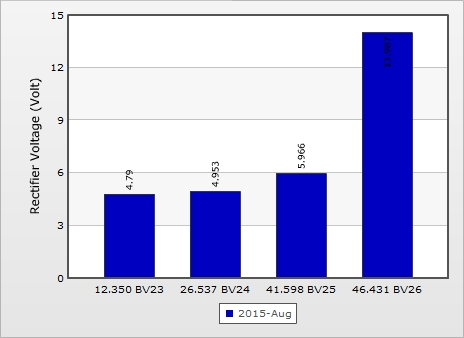 15
12
9
6
3
0
Rectifier Voltage (Volt)
4.79
4.953
5.966
12.350 BV23
26.537 BV24
41.598 BV25
46.431 BV26
2015-Aug